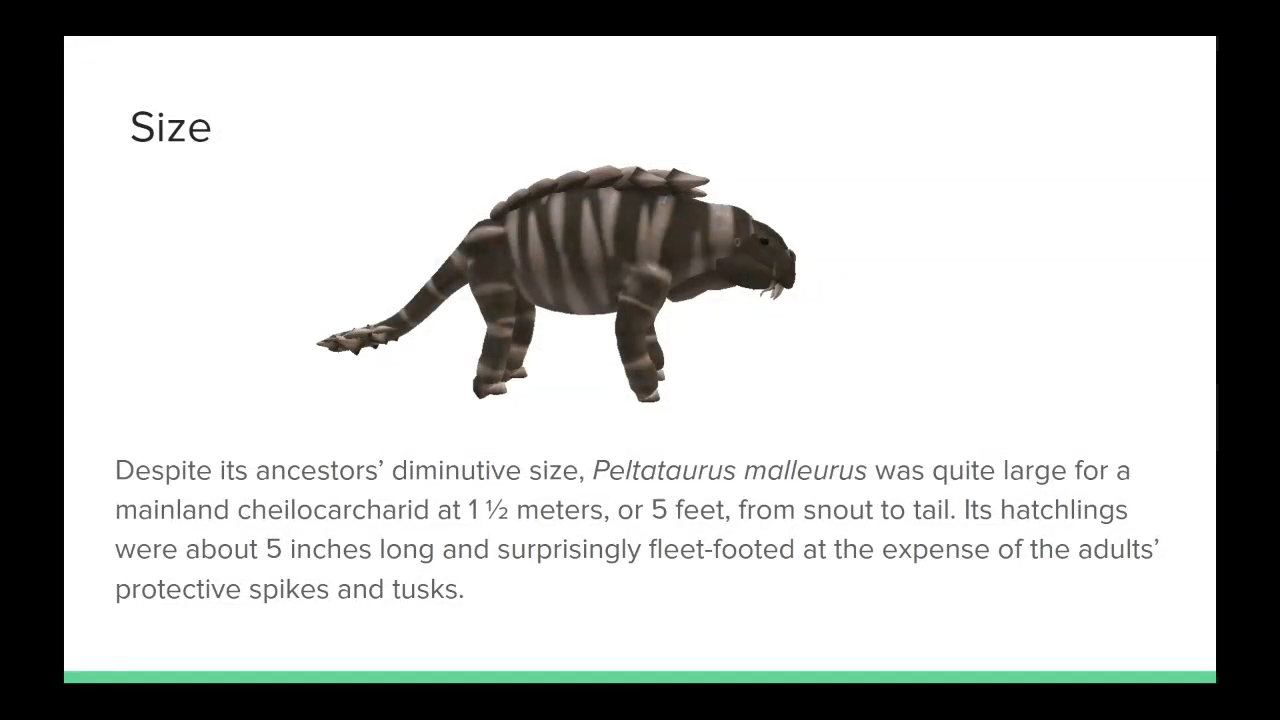 Size
Despite its ancestors’ diminutive size, Peltataurus malleurus was quite large for a
mainland cheilocarcharid at 1 ½ meters, or 5 feet, from snout to tail. Its hatchlings
were about 5 inches long and surprisingly fleet-footed at the expense of the adults’
protective spikes and tusks.